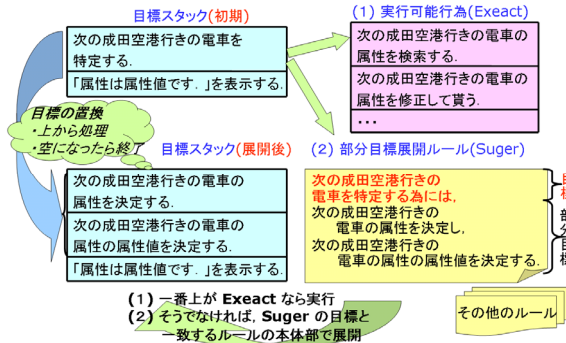 目標スタック(初期)
次の成田空港行きの電車を
特定する.
「属性は属性値です. 」を表示する.
(1) 実行可能行為(Exeact)
次の成田空港行きの電車の
属性を検索する.
次の成田空港行きの電車の
属性を修正して貰う.
・・・
目標の置換
・上から処理
・空になったら終了
目標スタック(展開後)
次の成田空港行きの電車の
属性を決定する.
次の成田空港行きの電車の
属性の属性値を決定する.
「属性は属性値です. 」を表示する.
(2) 部分目標展開ルール(Suger)
次の成田空港行きの
電車を特定する為には,
次の成田空港行きの
電車の属性を決定し,
次の成田空港行きの
電車の属性の属性値を決定する.
部分目標
その他のルール
(1) 一番上が Exeact なら実行
(2) そうでなければ, Suger の目標と
一致するルールの本体部で展開